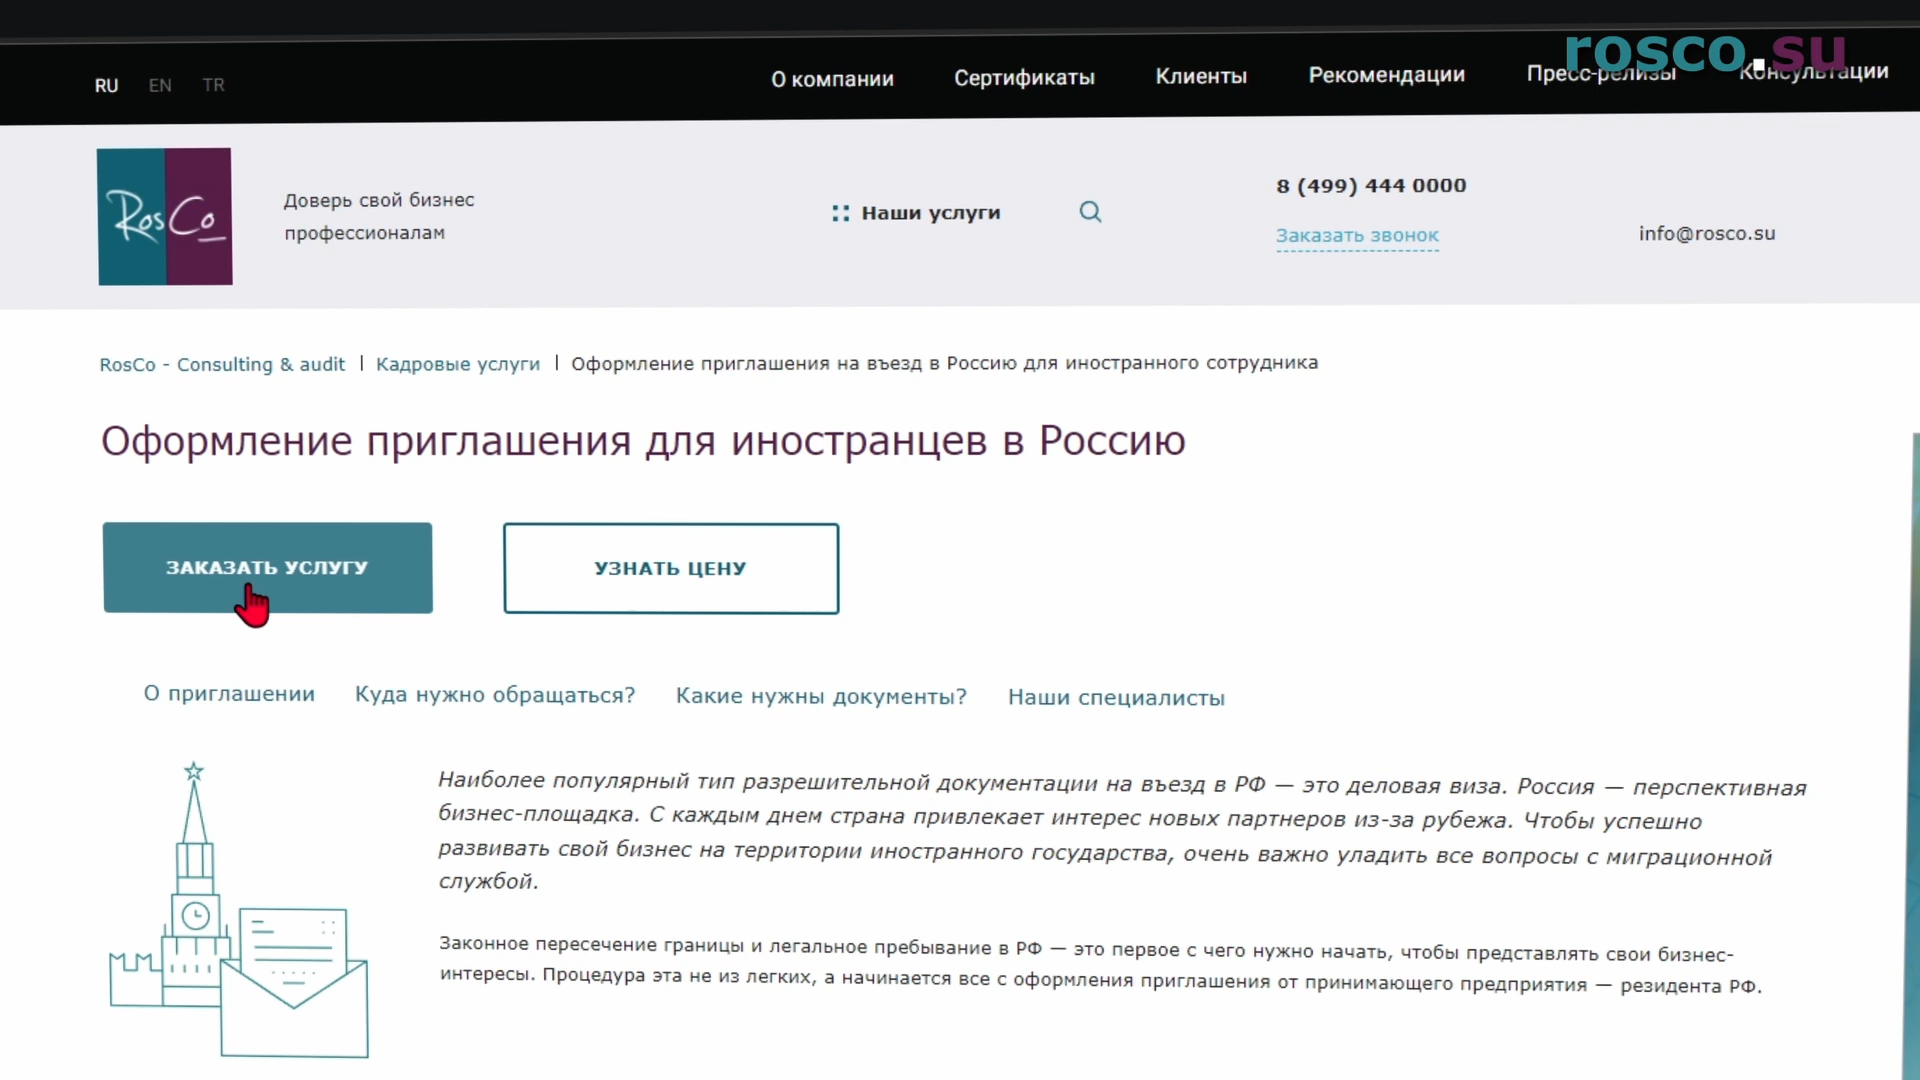 rosco.su
RU EN TR
О компании Сертификаты Клиенты Рекомендации Пресс-релизы Консультации
RosCo
Доверь свой бизнес
профессионалам
Наши услуги
8 (499) 444 0000
Заказать звонок
info@rosco.su
RosCo - Consulting & audit | Кадровые услуги | Оформление приглашения на въезд в Россию для иностранного сотрудника
Оформление приглашения для иностранцев в Россию
ЗАКАЗАТЬ УСЛУГУ
УЗНАТЬ ЦЕНУ
О приглашении Куда нужно обращаться? Какие нужны документы? Наши специалисты
Наиболее популярный тип разрешительной документации на въезд в РФ — это деловая виза. Россия — перспективная
бизнес-площадка. С каждым днем страна привлекает интерес новых партнеров из-за рубежа. Чтобы успешно
развивать свой бизнес на территории иностранного государства, очень важно уладить все вопросы с миграционной
службой.
Законное пересечение границы и легальное пребывание в РФ — это первое с чего нужно начать, чтобы представлять свои бизнес-
интересы. Процедура эта не из легких, а начинается все с оформления приглашения от принимающего предприятия — резидента РФ.